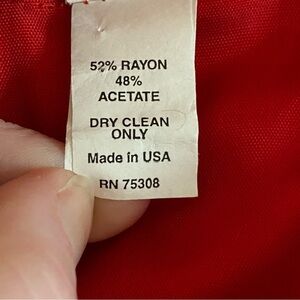 52% RAYON
48%
ACETATE
DRY CLEAN
ONLY
Made in USA
RN 75308